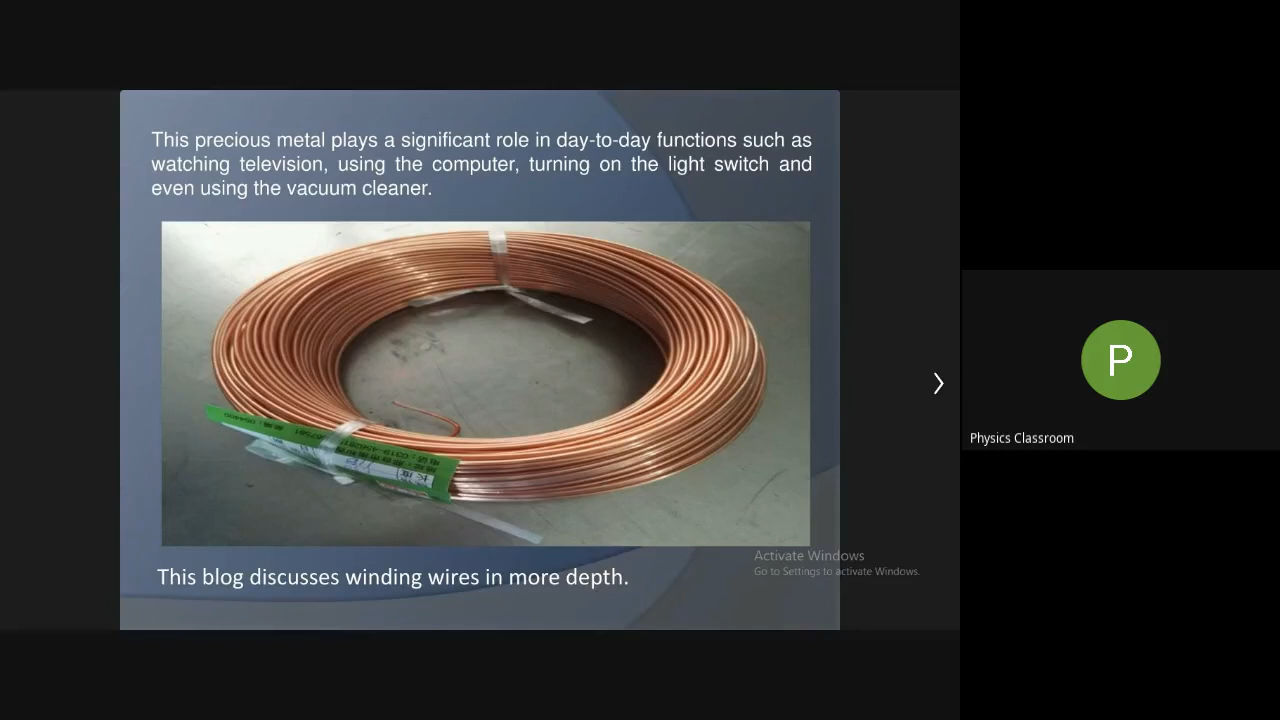 This precious metal plays a significant role in day-to-day functions such as
watching television, using the computer, turning on the light switch and
even using the vacuum cleaner.
This blog discusses winding wires in more depth.
Activate Windows
Go to Settings to activate Windows.
P
Physics Classroom